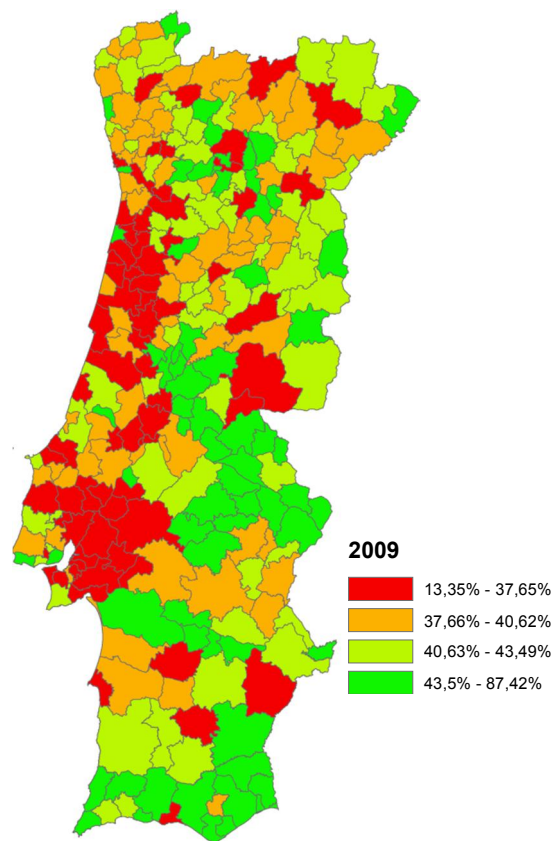 2009
13,35% - 37,65%
37,66% - 40,62%
40,63% - 43,49%
43,5% - 87,42%